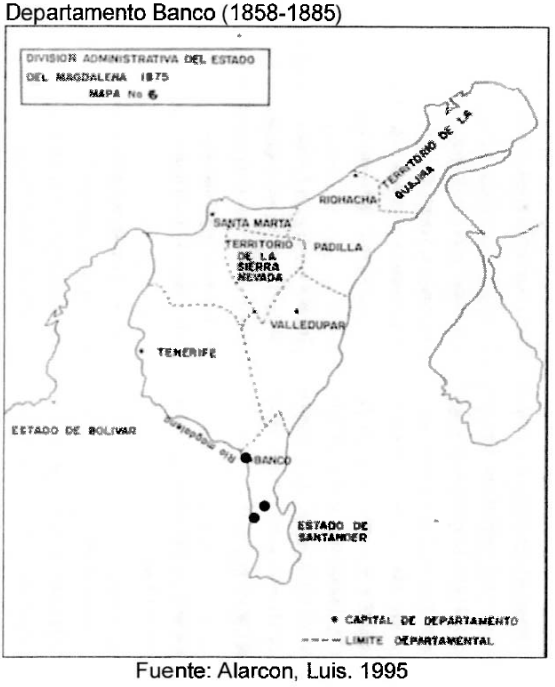 Departamento Banco (1858-1885)
DIVISION ADMINISTRATIVA DEL ESTADO
DEL MAGDALENA 1875
MAPA No 6
TERRITORIO DE LA
GUAJIRA
RIOHACHA
SANTA MARTA
TERRITORIO
DE LA
SIERRA
NEVADA
PADILLA
VALLEDUPAR
TENERIFE
ESTADO DE BOLIVAR
Rio magdalena
BANCO
ESTADO DE
SANTANDER
CAPITAL DE DEPARTAMENTO
LIMITE DEPARTAMENTAL
Fuente: Alarcon, Luis. 1995